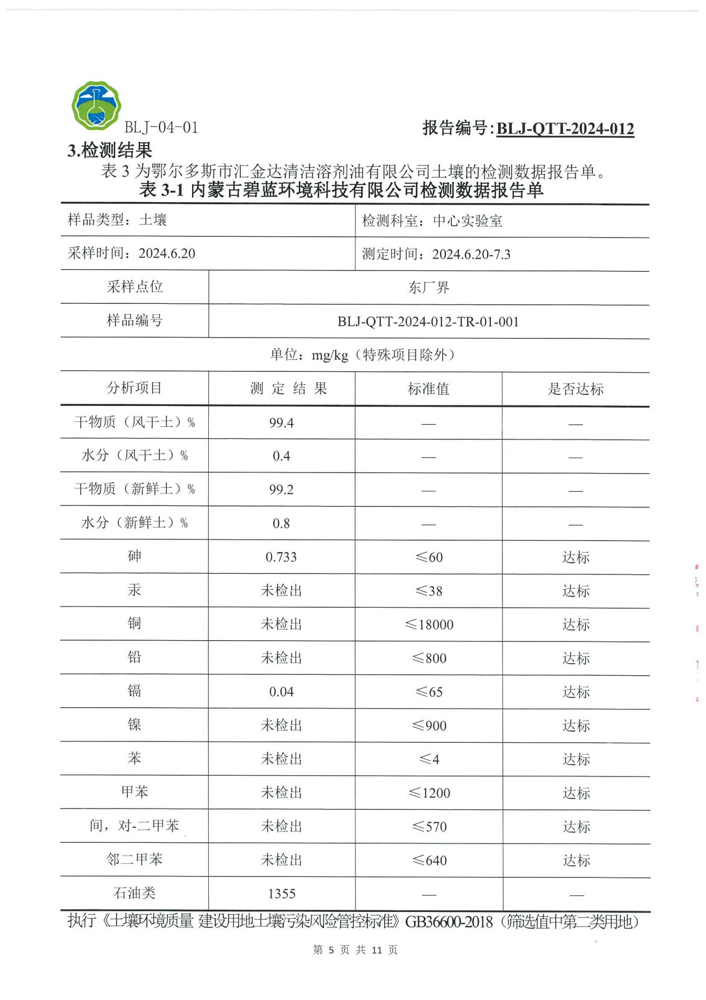 BLJ-04-01 报告编号:BLJ-QTT-2024-012
3.检测结果
表 3 为鄂尔多斯市汇金达清洁溶剂油有限公司土壤的检测数据报告单。
表 3-1 内蒙古碧蓝环境科技有限公司检测数据报告单
样品类型：土壤 检测科室：中心实验室
采样时间：2024.6.20 测定时间：2024.6.20-7.3
采样点位 东厂界
样品编号 BLJ-QTT-2024-012-TR-01-001
单位：mg/kg（特殊项目除外）
分析项目 测 定 结 果 标准值 是否达标
干物质（风干土）% 99.4 — —
水分（风干土）% 0.4 — —
干物质（新鲜土）% 99.2 — —
水分（新鲜土）% 0.8 — —
砷 0.733 ≤60 达标
汞 未检出 ≤38 达标
铜 未检出 ≤18000 达标
铅 未检出 ≤800 达标
镉 0.04 ≤65 达标
镍 未检出 ≤900 达标
苯 未检出 ≤4 达标
甲苯 未检出 ≤1200 达标
间，对-二甲苯 未检出 ≤570 达标
邻二甲苯 未检出 ≤640 达标
石油类 1355 — —
执行《土壤环境质量 建设用地土壤污染风险管控标准》GB36600-2018（筛选值中第二类用地）
第 5 页 共 11 页